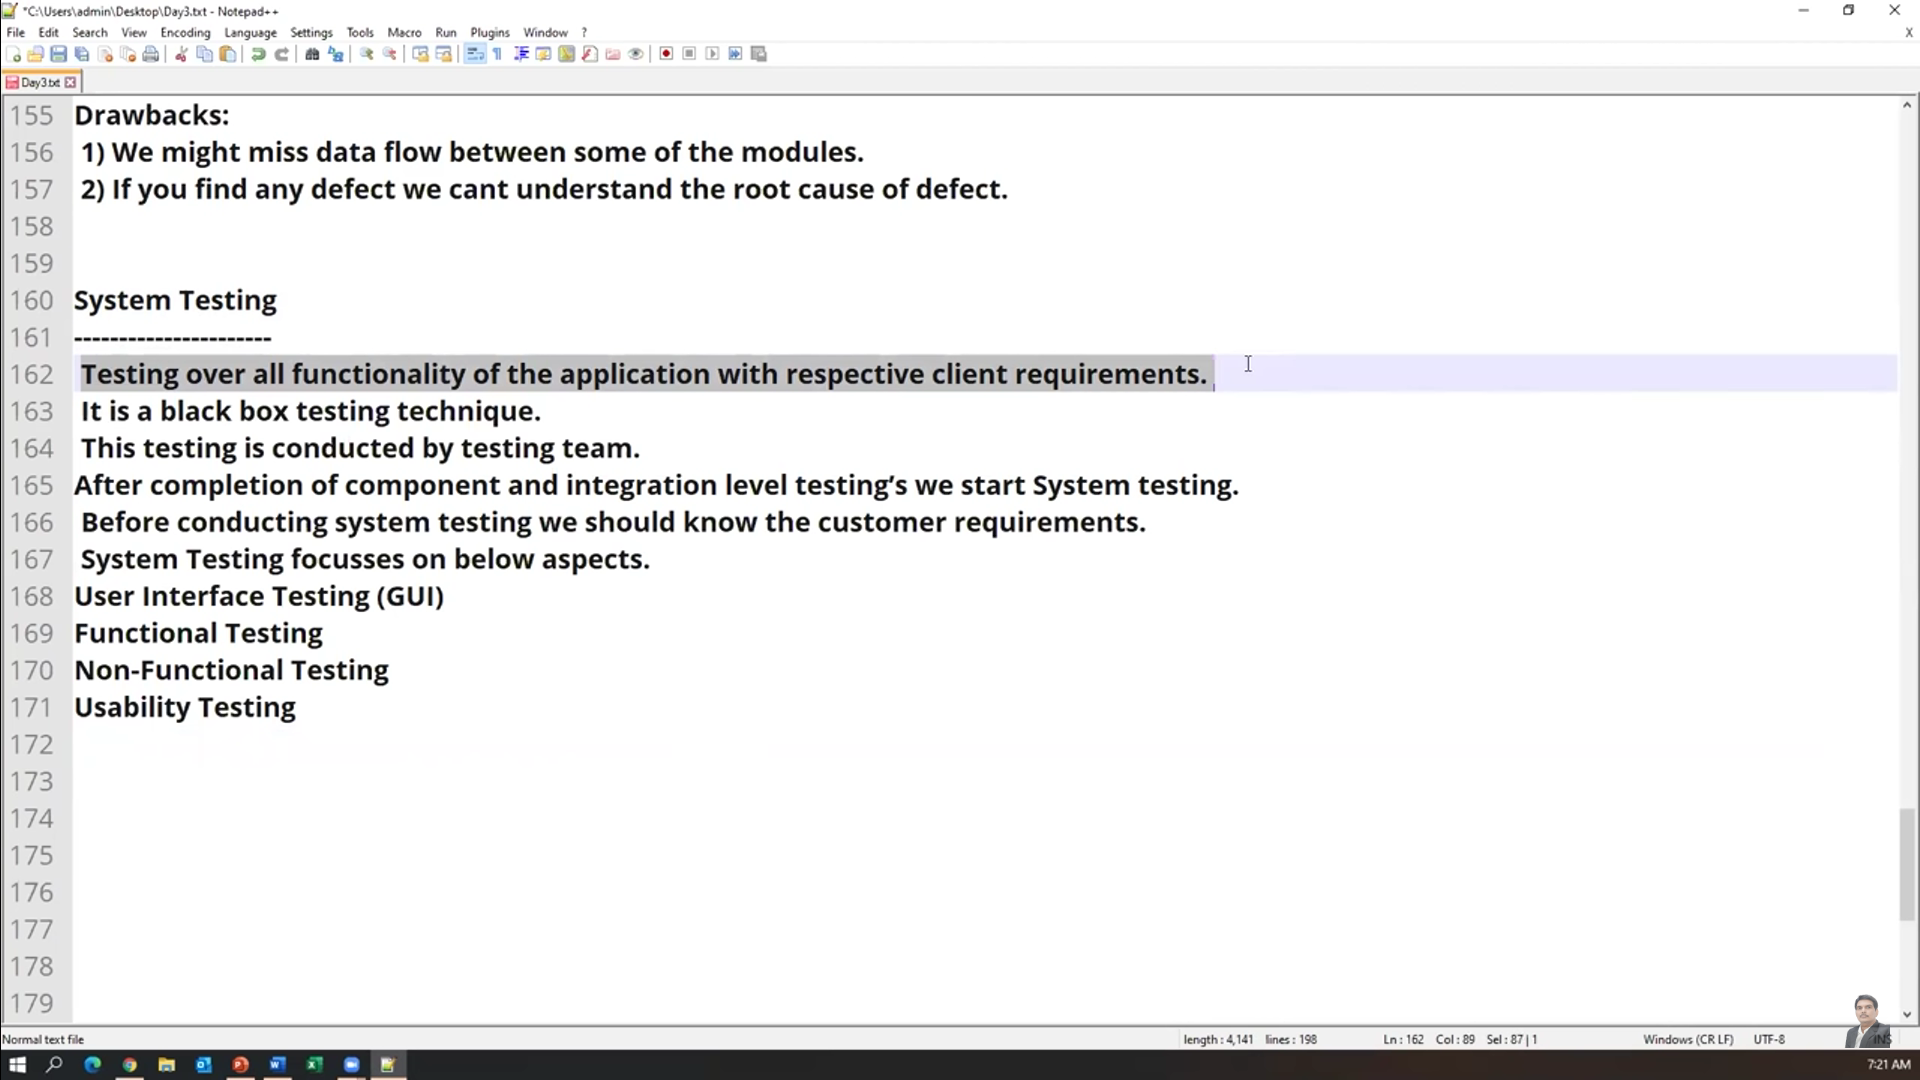 *C:\Users\admin\Desktop\Day3.txt - Notepad++
File Edit Search View Encoding Language Settings Tools Macro Run Plugins Window ? X
Day3.txt
155 Drawbacks:
156 1) We might miss data flow between some of the modules.
157 2) If you find any defect we cant understand the root cause of defect.
158
159
160 System Testing
161 ----------------------
162 Testing over all functionality of the application with respective client requirements.
163 It is a black box testing technique.
164 This testing is conducted by testing team.
165 After completion of component and integration level testing’s we start System testing.
166 Before conducting system testing we should know the customer requirements.
167 System Testing focusses on below aspects.
168 User Interface Testing (GUI)
169 Functional Testing
170 Non-Functional Testing
171 Usability Testing
172
173
174
175
176
177
178
179
Normal text file length : 4,141 lines : 198 Ln : 162 Col : 89 Sel : 87 | 1 Windows (CR LF) UTF-8 INS
7:21 AM